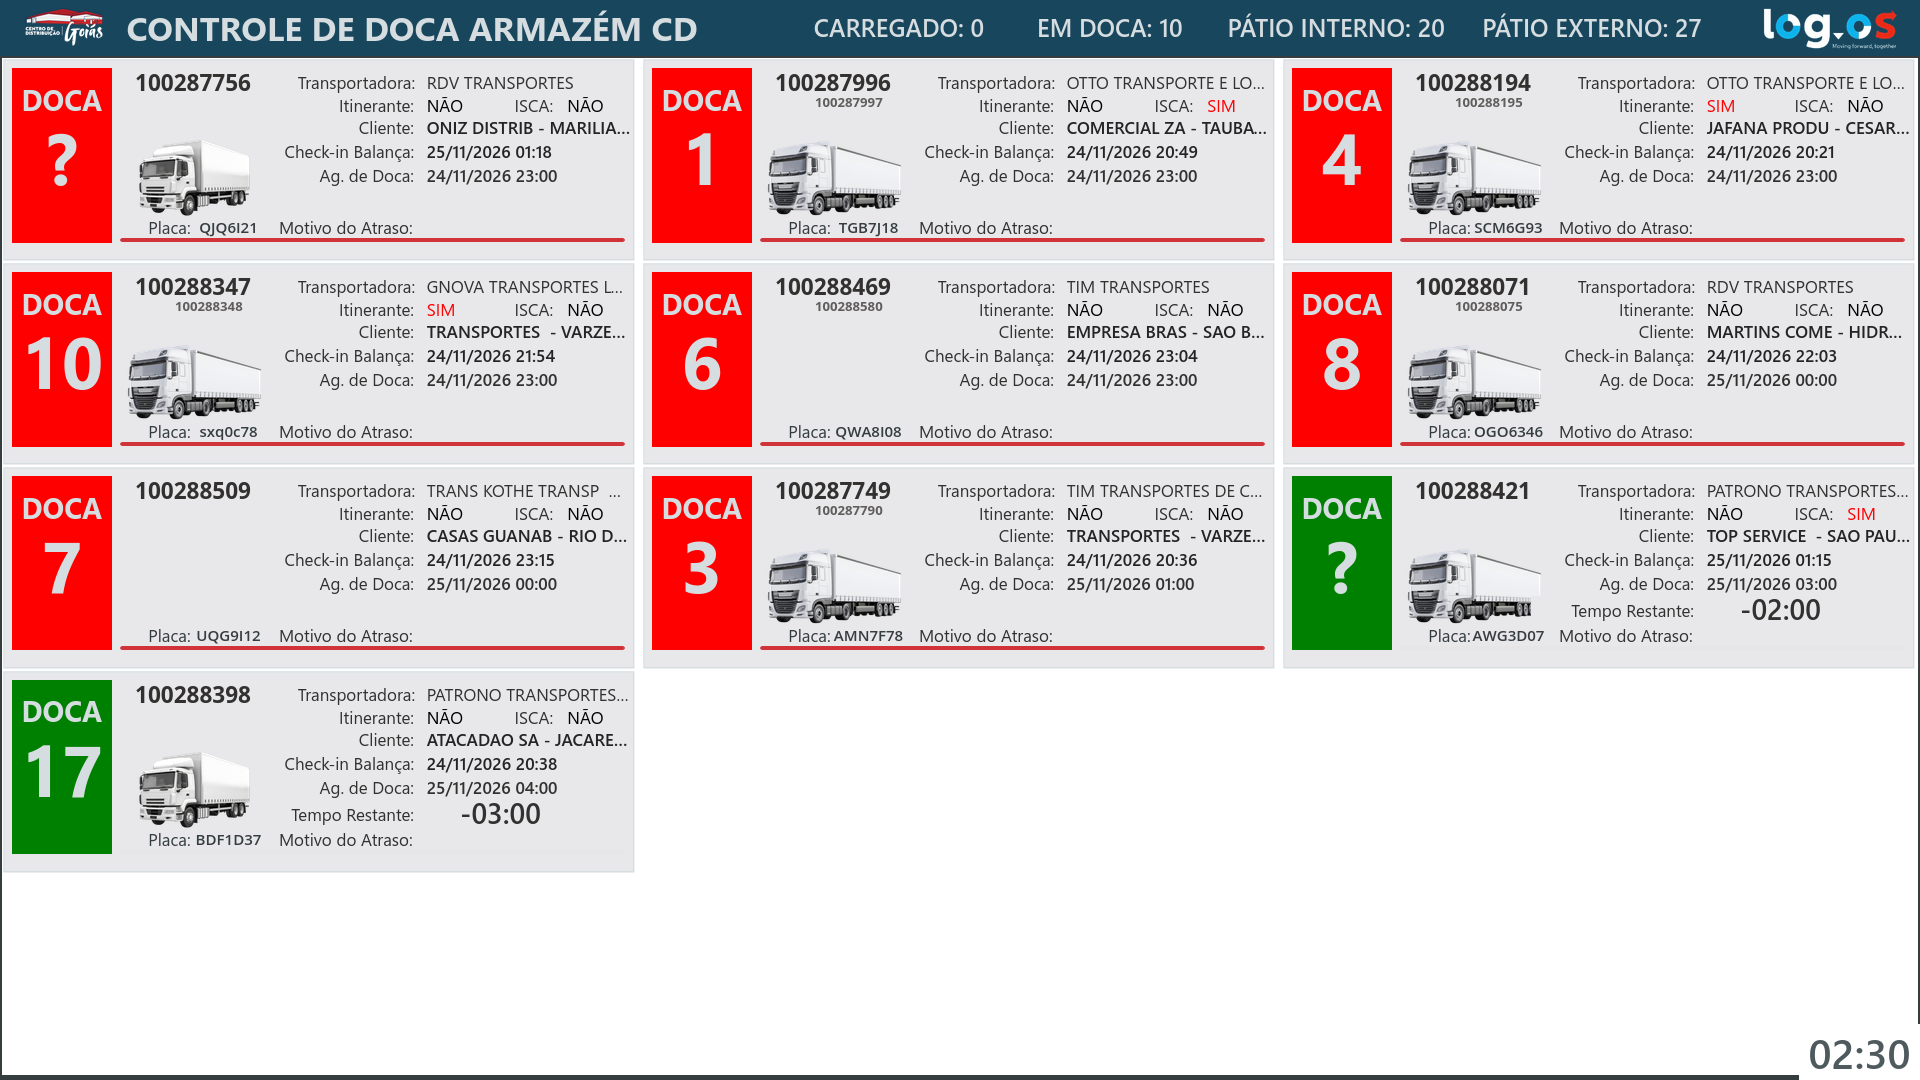 CENTRO DE DISTRIBUIÇÃO Goiás
CONTROLE DE DOCA ARMAZÉM CD
CARREGADO: 0
EM DOCA: 10
PÁTIO INTERNO: 20
PÁTIO EXTERNO: 27
log.os
Moving forward, together
DOCA
?
100287756
Transportadora: RDV TRANSPORTES
Itinerante: NÃO ISCA: NÃO
Cliente: ONIZ DISTRIB - MARILIA...
Check-in Balança: 25/11/2026 01:18
Ag. de Doca: 24/11/2026 23:00
Placa: QJQ6I21 Motivo do Atraso:
DOCA
1
100287996
100287997
Transportadora: OTTO TRANSPORTE E LO...
Itinerante: NÃO ISCA: SIM
Cliente: COMERCIAL ZA - TAUBA...
Check-in Balança: 24/11/2026 20:49
Ag. de Doca: 24/11/2026 23:00
Placa: TGB7J18 Motivo do Atraso:
DOCA
4
100288194
100288195
Transportadora: OTTO TRANSPORTE E LO...
Itinerante: SIM ISCA: NÃO
Cliente: JAFANA PRODU - CESAR...
Check-in Balança: 24/11/2026 20:21
Ag. de Doca: 24/11/2026 23:00
Placa: SCM6G93 Motivo do Atraso:
DOCA
10
100288347
100288348
Transportadora: GNOVA TRANSPORTES L...
Itinerante: SIM ISCA: NÃO
Cliente: TRANSPORTES - VARZE...
Check-in Balança: 24/11/2026 21:54
Ag. de Doca: 24/11/2026 23:00
Placa: sxq0c78 Motivo do Atraso:
DOCA
6
100288469
100288580
Transportadora: TIM TRANSPORTES
Itinerante: NÃO ISCA: NÃO
Cliente: EMPRESA BRAS - SAO B...
Check-in Balança: 24/11/2026 23:04
Ag. de Doca: 24/11/2026 23:00
Placa: QWA8I08 Motivo do Atraso:
DOCA
8
100288071
100288075
Transportadora: RDV TRANSPORTES
Itinerante: NÃO ISCA: NÃO
Cliente: MARTINS COME - HIDR...
Check-in Balança: 24/11/2026 22:03
Ag. de Doca: 25/11/2026 00:00
Placa: OGO6346 Motivo do Atraso:
DOCA
7
100288509
Transportadora: TRANS KOTHE TRANSP ...
Itinerante: NÃO ISCA: NÃO
Cliente: CASAS GUANAB - RIO D...
Check-in Balança: 24/11/2026 23:15
Ag. de Doca: 25/11/2026 00:00
Placa: UQG9I12 Motivo do Atraso:
DOCA
3
100287749
100287790
Transportadora: TIM TRANSPORTES DE C...
Itinerante: NÃO ISCA: NÃO
Cliente: TRANSPORTES - VARZE...
Check-in Balança: 24/11/2026 20:36
Ag. de Doca: 25/11/2026 01:00
Placa: AMN7F78 Motivo do Atraso:
DOCA
?
100288421
Transportadora: PATRONO TRANSPORTES...
Itinerante: NÃO ISCA: SIM
Cliente: TOP SERVICE - SAO PAU...
Check-in Balança: 25/11/2026 01:15
Ag. de Doca: 25/11/2026 03:00
Tempo Restante: -02:00
Placa: AWG3D07 Motivo do Atraso:
DOCA
17
100288398
Transportadora: PATRONO TRANSPORTES...
Itinerante: NÃO ISCA: NÃO
Cliente: ATACADAO SA - JACARE...
Check-in Balança: 24/11/2026 20:38
Ag. de Doca: 25/11/2026 04:00
Tempo Restante: -03:00
Placa: BDF1D37 Motivo do Atraso:
02:30